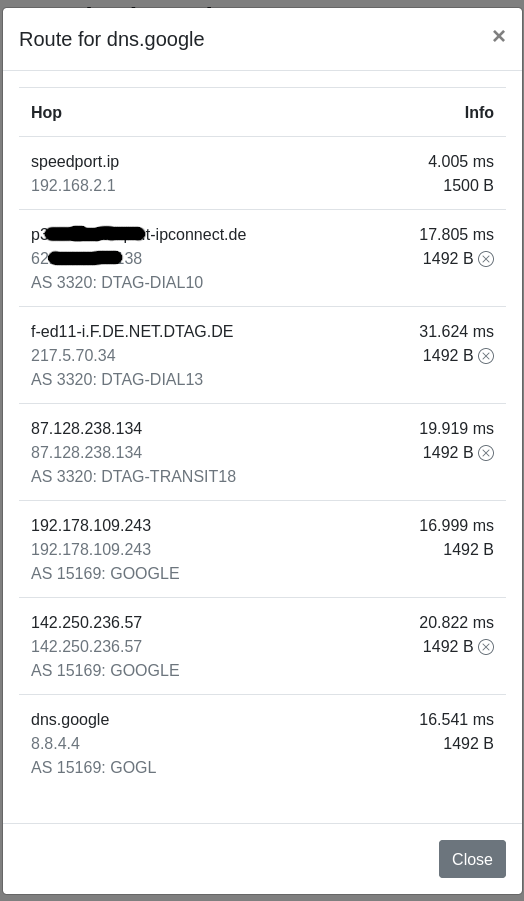 Route for dns.google ×
Hop Info
speedport.ip 4.005 ms
192.168.2.1 1500 B
t-ipconnect.de 17.805 ms
1492 B
AS 3320: DTAG-DIAL10
f-ed11-i.F.DE.NET.DTAG.DE 31.624 ms
217.5.70.34 1492 B
AS 3320: DTAG-DIAL13
87.128.238.134 19.919 ms
87.128.238.134 1492 B
AS 3320: DTAG-TRANSIT18
192.178.109.243 16.999 ms
192.178.109.243 1492 B
AS 15169: GOOGLE
142.250.236.57 20.822 ms
142.250.236.57 1492 B
AS 15169: GOOGLE
dns.google 16.541 ms
8.8.4.4 1492 B
AS 15169: GOGL
Close